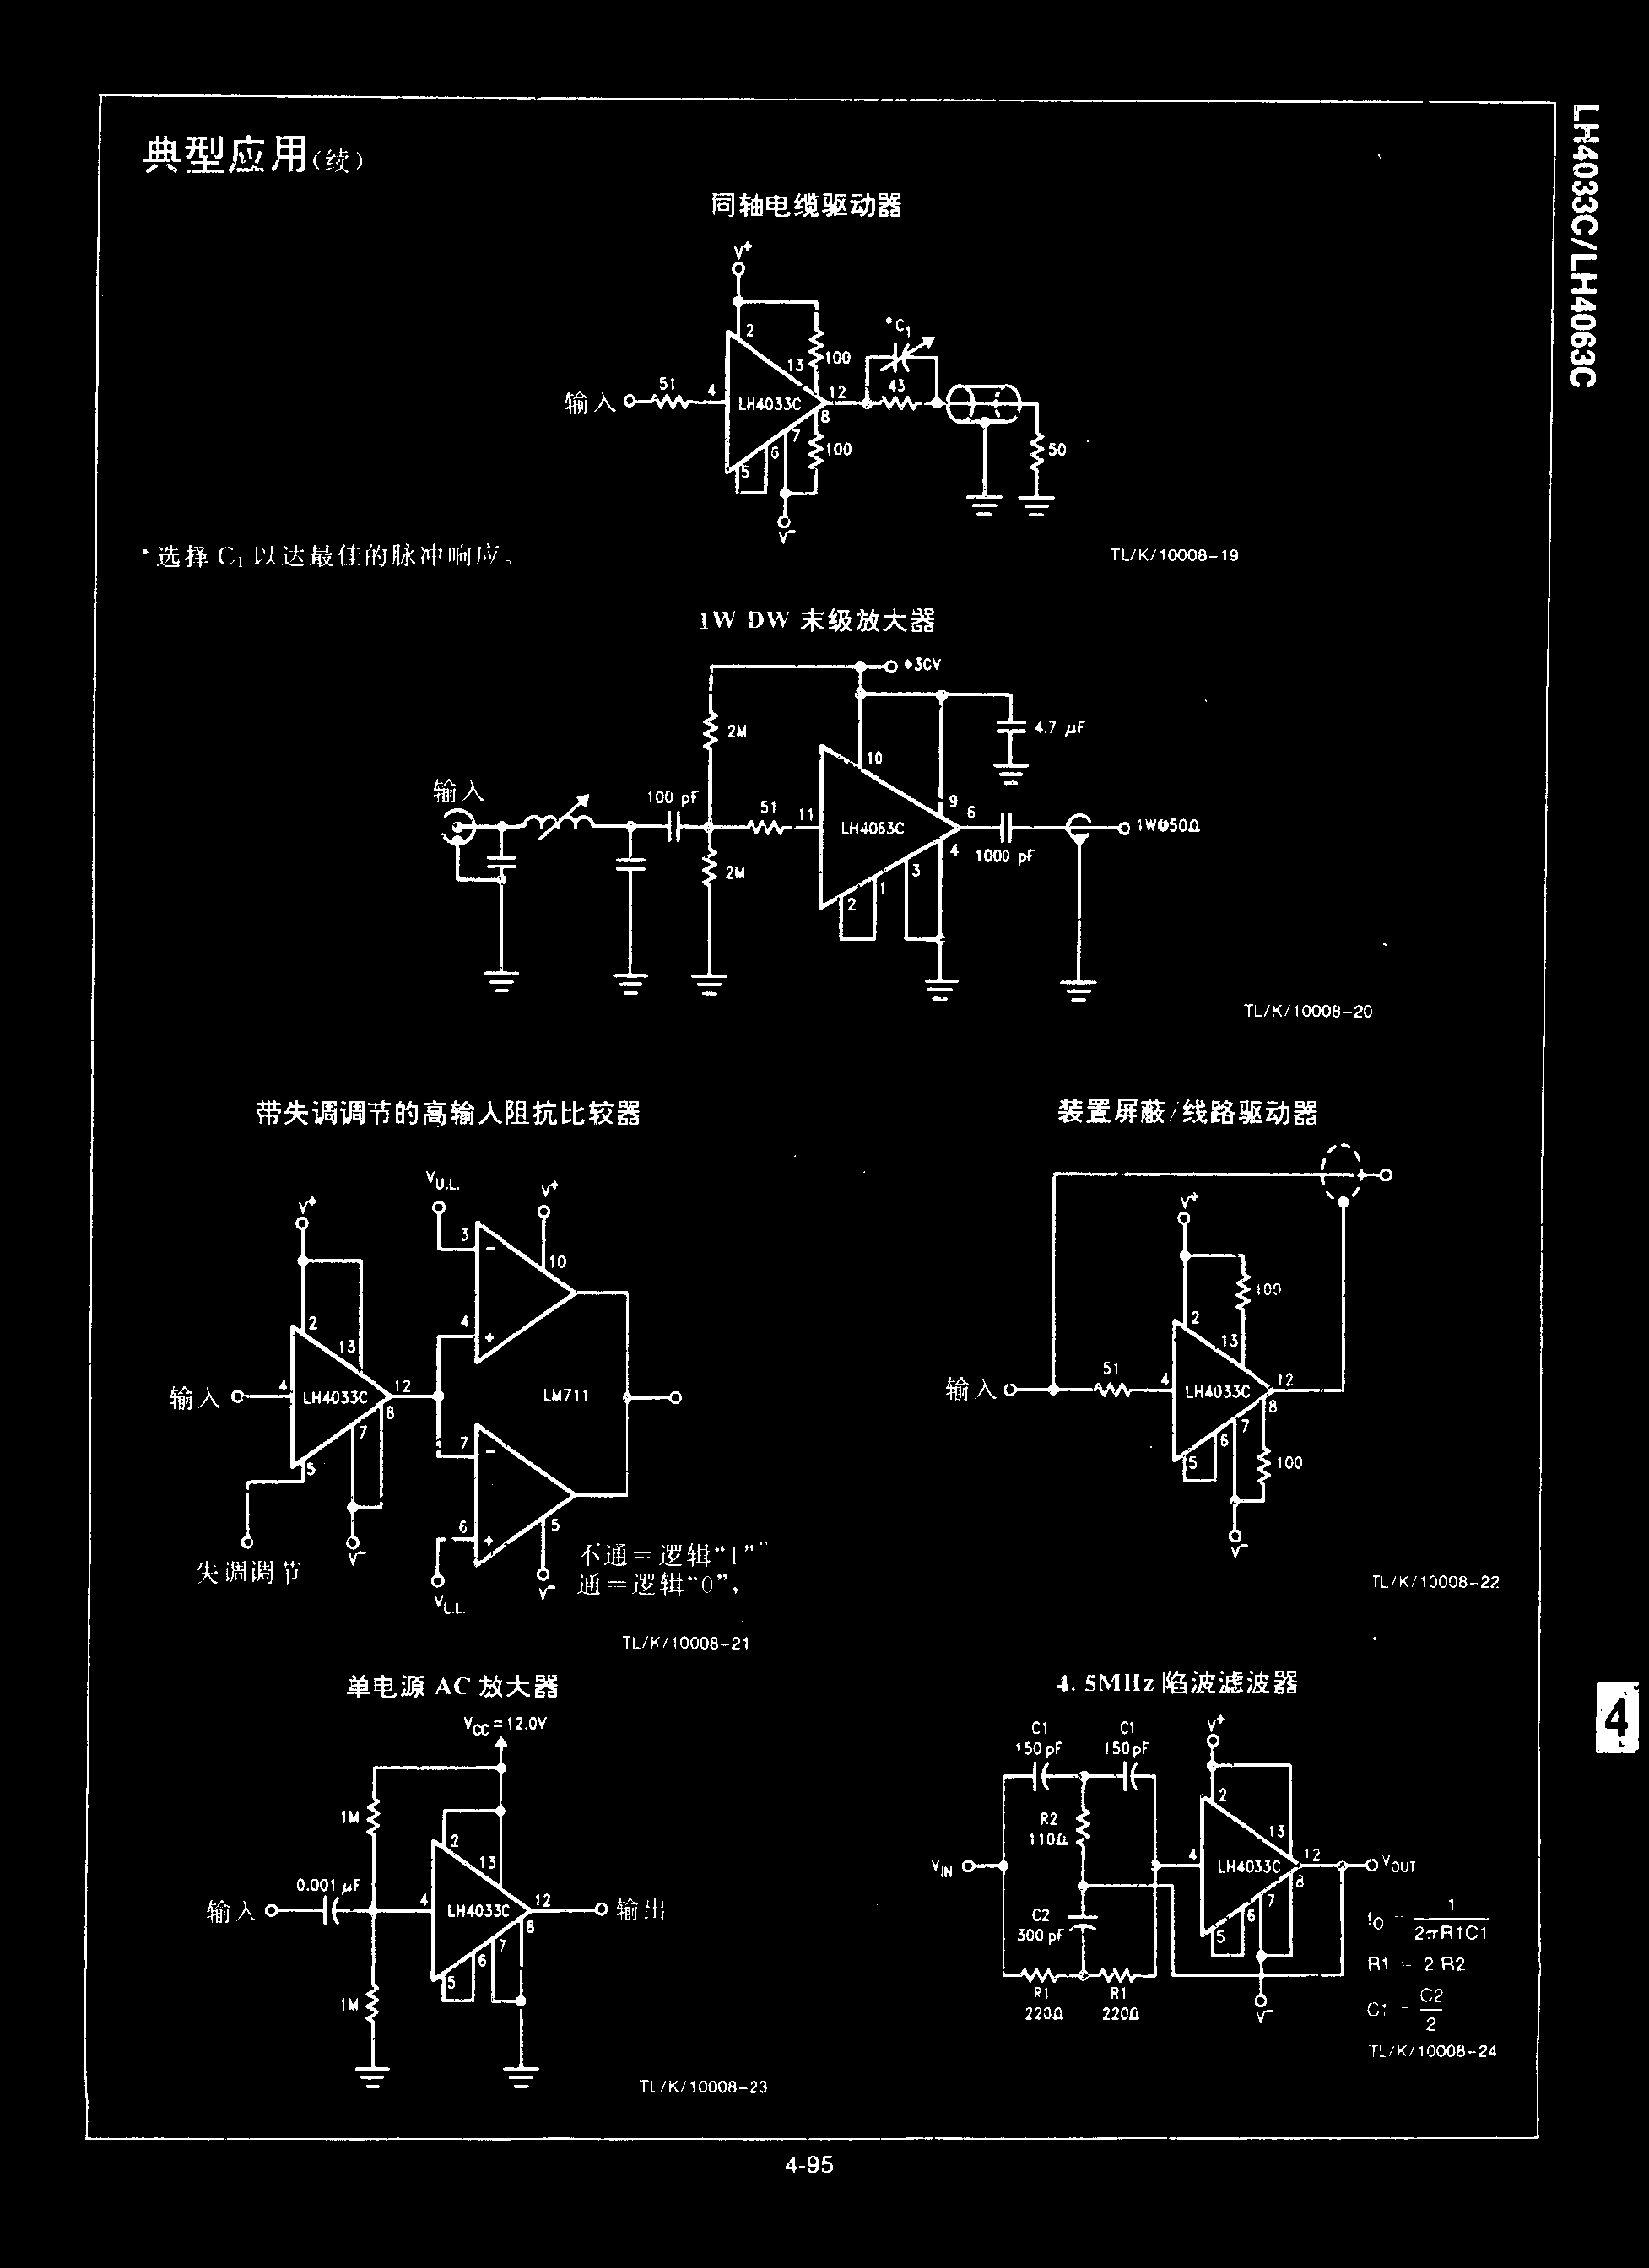 LH4033C/LH4063C
典型应用(续)
同轴电缆驱动器
V+
2
*C1
13
100
51
43
输入
4
LH4033C
12
8
7
6
100
5
50
V-
*选择 C1 以达最佳的脉冲响应。
TL/K/10008-19
1W DW 末级放大器
+30V
2M
4.7 μF
10
输入
100 pF
51
11
9
6
LH4063C
1W@50Ω
4
1000 pF
2M
3
1
2
TL/K/10008-20
带失调调节的高输入阻抗比较器
VU.L.
V+
V+
3
-
10
2
4
+
13
输入
4
LH4033C
12
LM711
8
7
7
-
5
6
+
5
失调调节
V-
VL.L.
V-
不通=逻辑“1””
通=逻辑“0”,
TL/K/10008-21
装置屏蔽/线路驱动器
V+
100
2
13
51
输入
4
LH4033C
12
8
7
6
5
100
V-
TL/K/10008-22
单电源 AC 放大器
VCC = 12.0V
1M
2
13
0.001 μF
输入
4
LH4033C
12
输出
8
7
6
5
1M
TL/K/10008-23
4.5MHz 陷波滤波器
C1
150 pF
C1
150 pF
V+
2
R2
110Ω
13
VIN
4
LH4033C
12
VOUT
8
7
6
5
C2
300 pF
R1
220Ω
R1
220Ω
V-
fO = 1
2πR1C1
R1 = 2 R2
C1 = C2
2
TL/K/10008-24
4
4-95